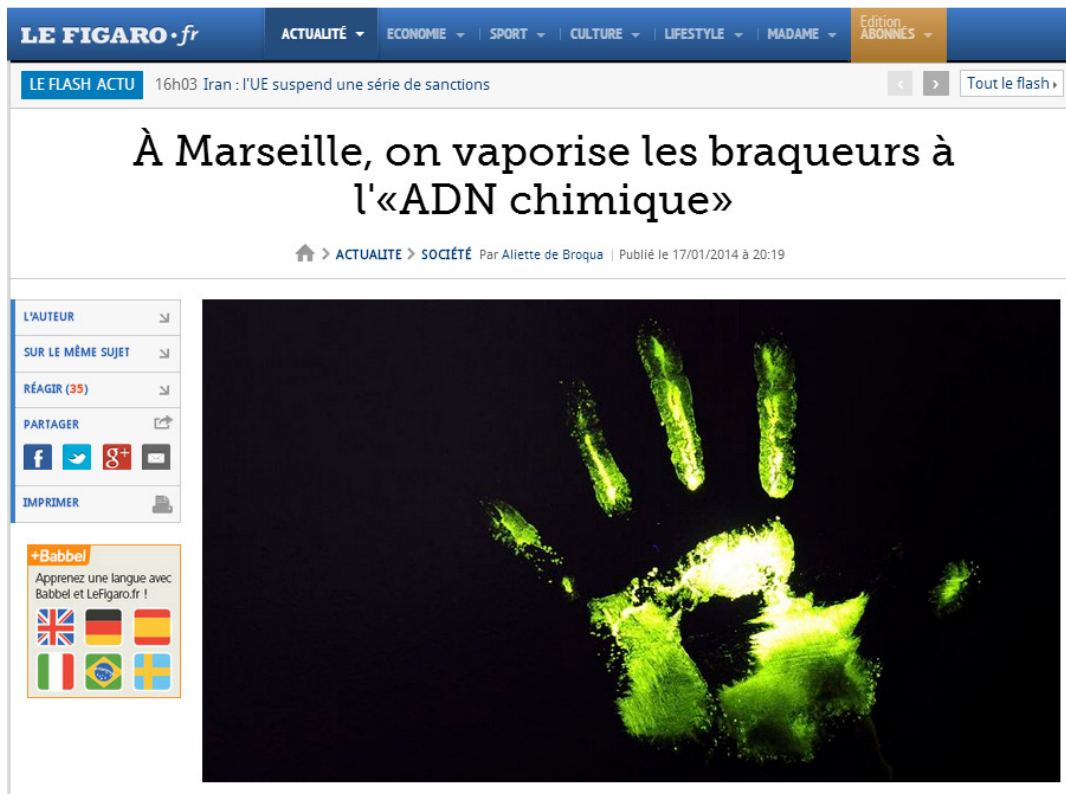 LE FIGARO·fr
ACTUALITÉ
ECONOMIE
SPORT
CULTURE
LIFESTYLE
MADAME
Edition
ABONNÉS
LE FLASH ACTU 16h03 Iran : l'UE suspend une série de sanctions Tout le flash
À Marseille, on vaporise les braqueurs à
l'«ADN chimique»
ACTUALITE > SOCIÉTÉ Par Aliette de Broqua | Publié le 17/01/2014 à 20:19
L'AUTEUR
SUR LE MÊME SUJET
RÉAGIR (35)
PARTAGER
f g+
IMPRIMER
+Babbel
Apprenez une langue avec
Babbel et LeFigaro.fr !